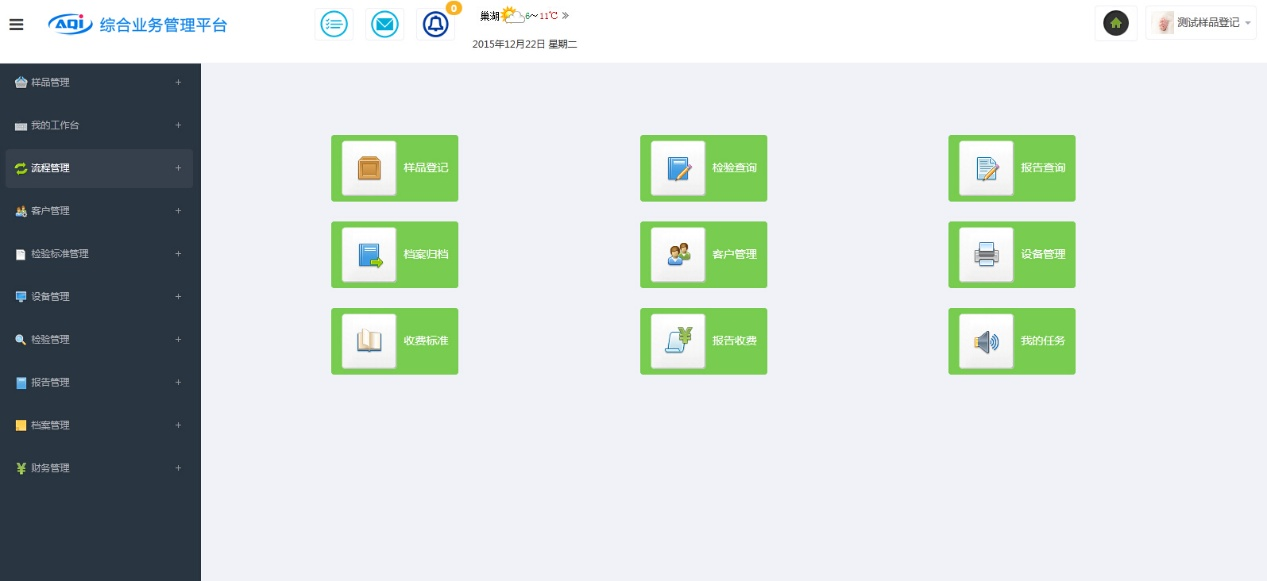 AQI 综合业务管理平台
0
巢湖 6~11℃ »
2015年12月22日 星期二
测试样品登记
样品管理 +
我的工作台 +
流程管理 +
客户管理 +
检验标准管理 +
设备管理 +
检验管理 +
报告管理 +
档案管理 +
财务管理 +
样品登记
检验查询
报告查询
档案归档
客户管理
设备管理
收费标准
报告收费
我的任务